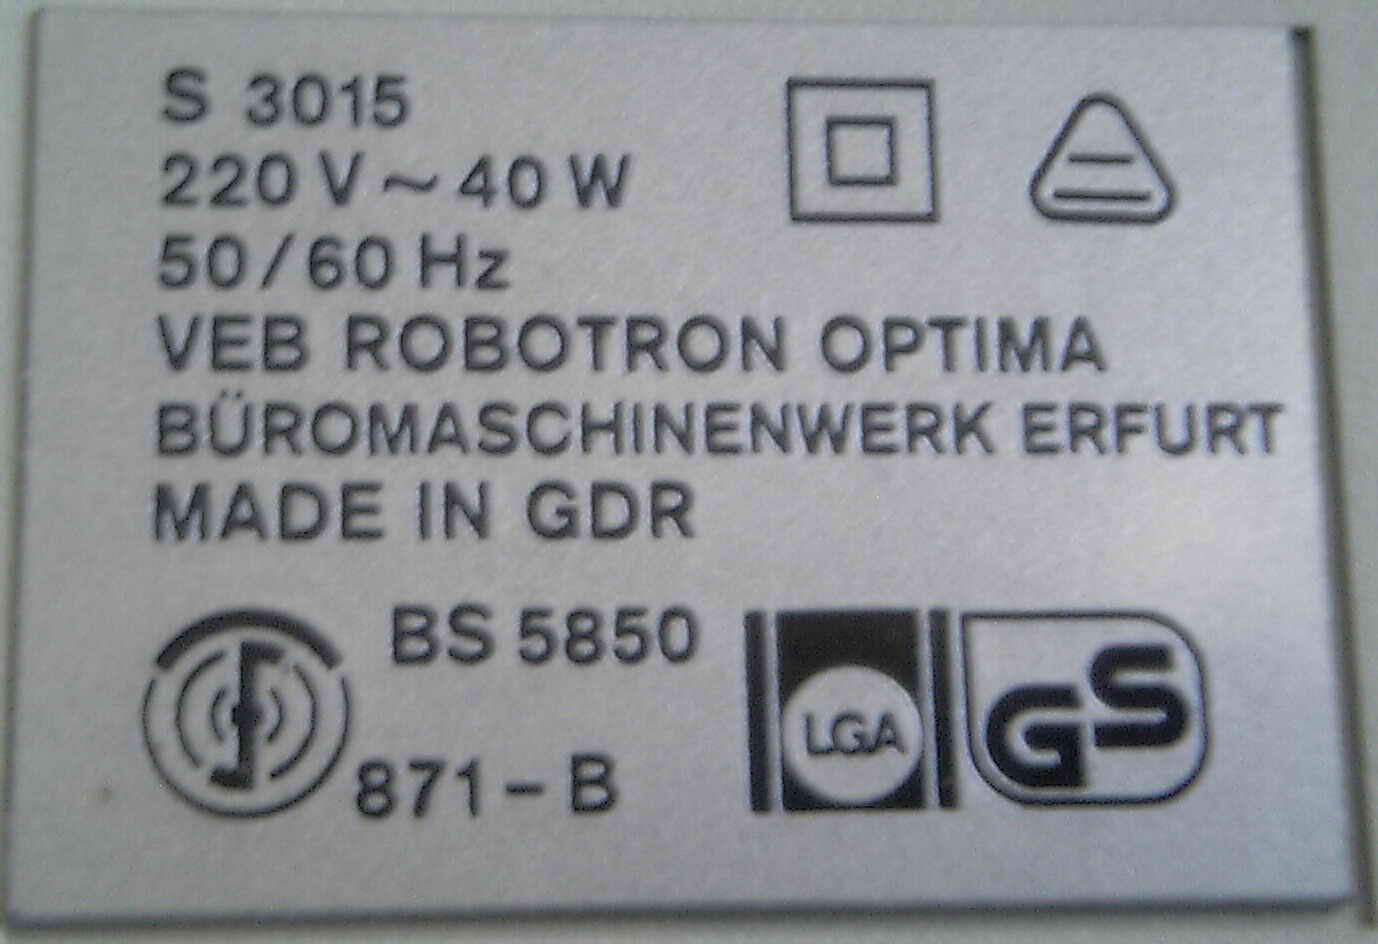 S 3015
220 V ~ 40 W
50/60 Hz
VEB ROBOTRON OPTIMA
BÜROMASCHINENWERK ERFURT
MADE IN GDR
BS 5850
871-B
LGA
GS